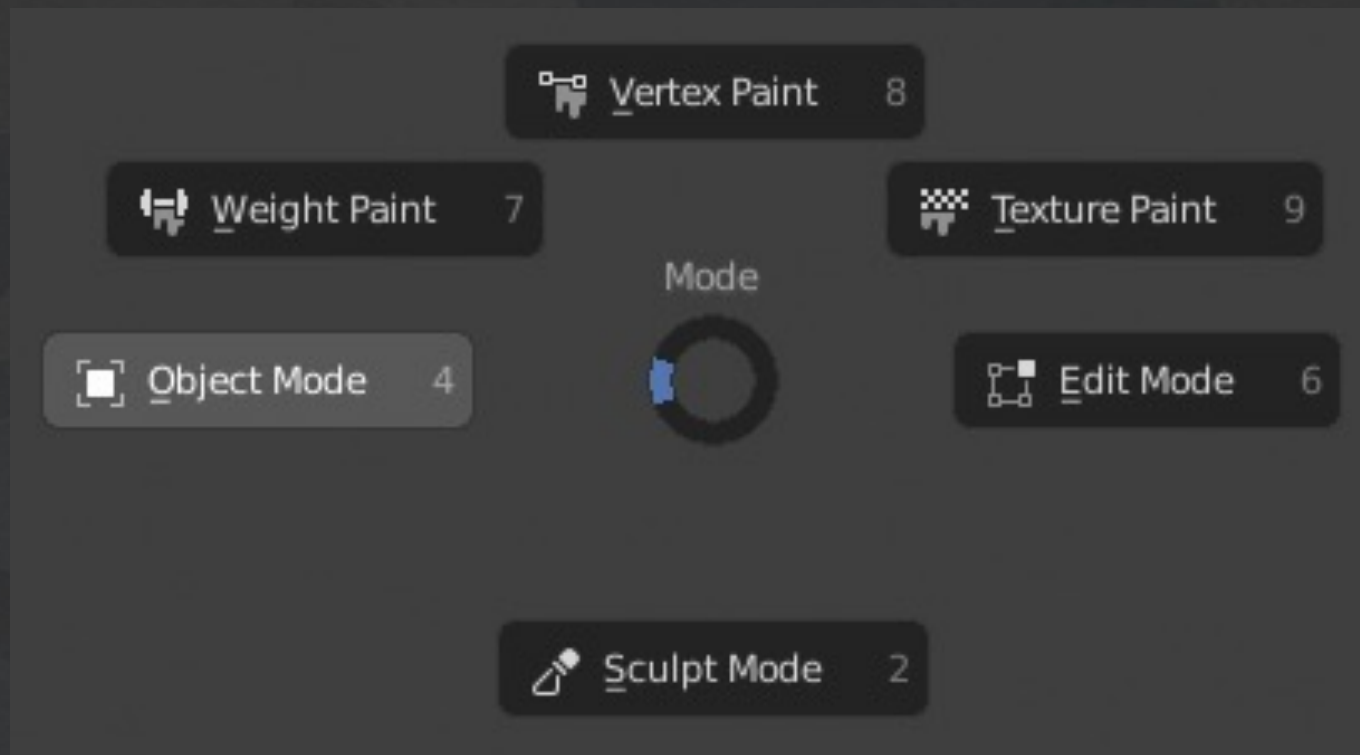 Vertex Paint 8
Weight Paint 7
Texture Paint 9
Mode
Object Mode 4
Edit Mode 6
Sculpt Mode 2